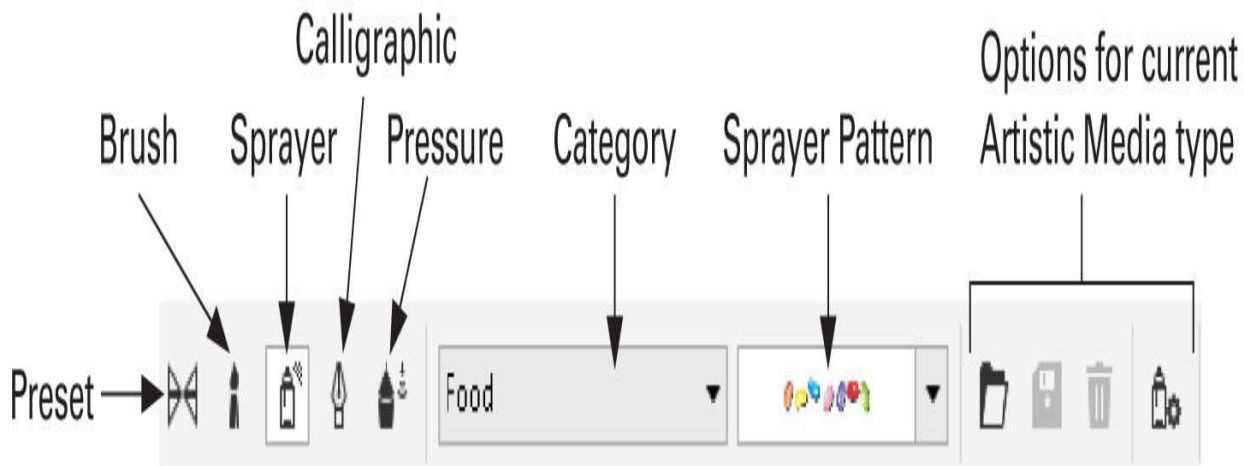 Calligraphic
Options for current
Artistic Media type
Brush
Sprayer
Pressure
Category
Sprayer Pattern
Preset
Food